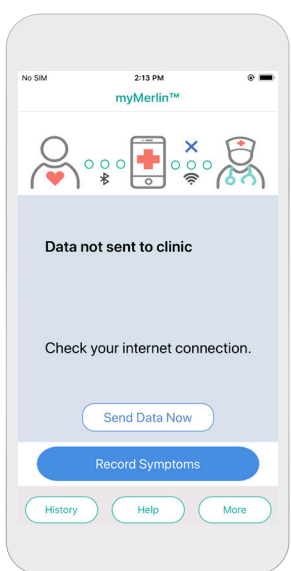 No SIM
2:13 PM
myMerlin™
Data not sent to clinic
Check your internet connection.
Send Data Now
Record Symptoms
History
Help
More